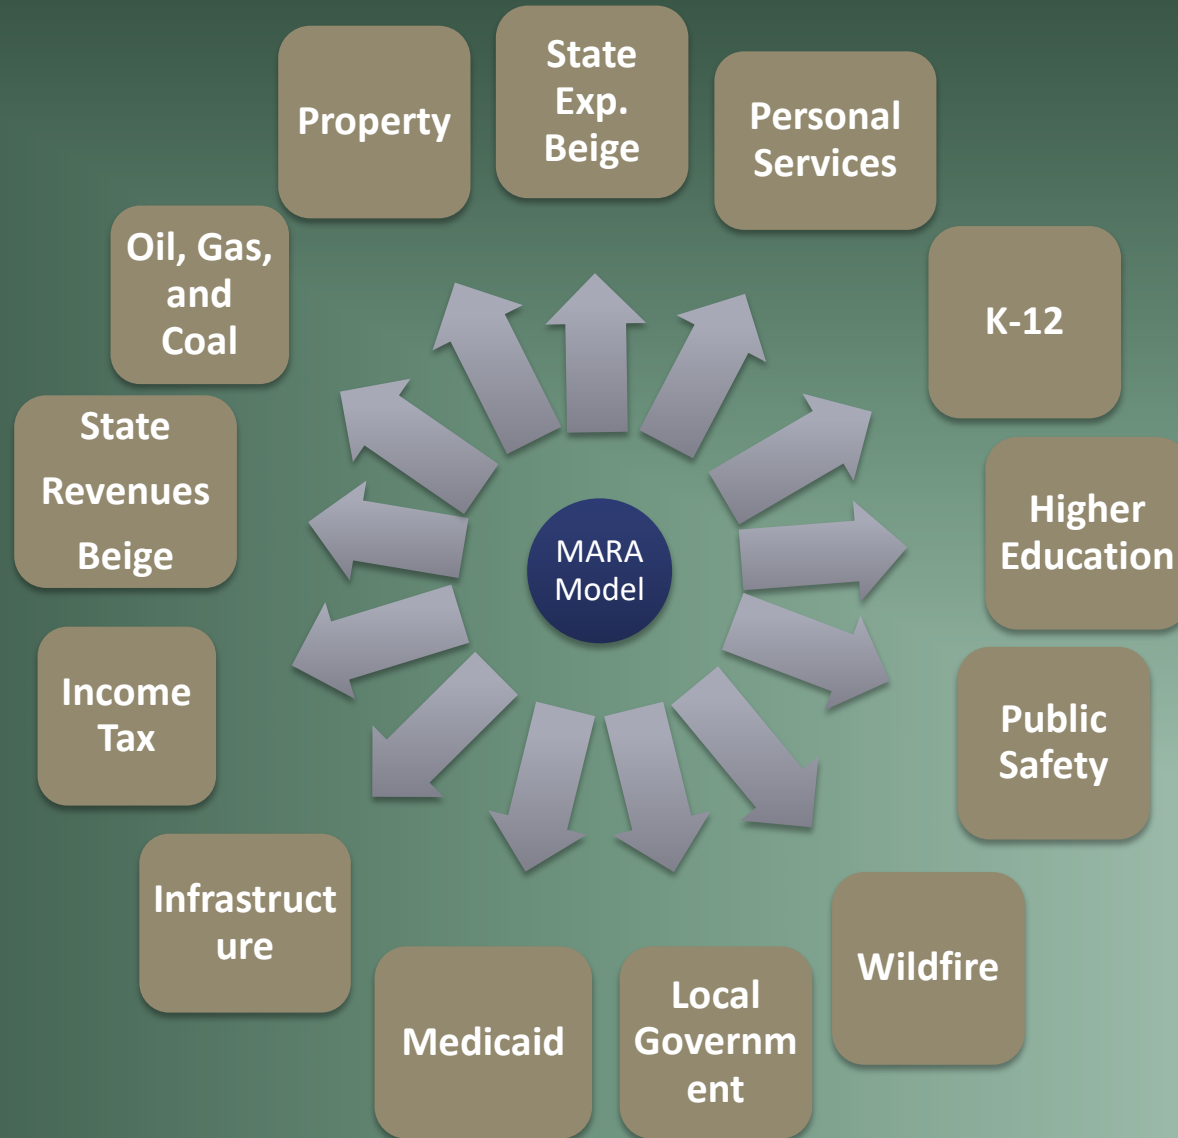 Property
State
Exp.
Beige
Personal
Services
K-12
Higher
Education
Public
Safety
Wildfire
Local
Governm
ent
Medicaid
Infrastruct
ure
Income
Tax
State
Revenues
Beige
Oil, Gas,
and
Coal
MARA
Model